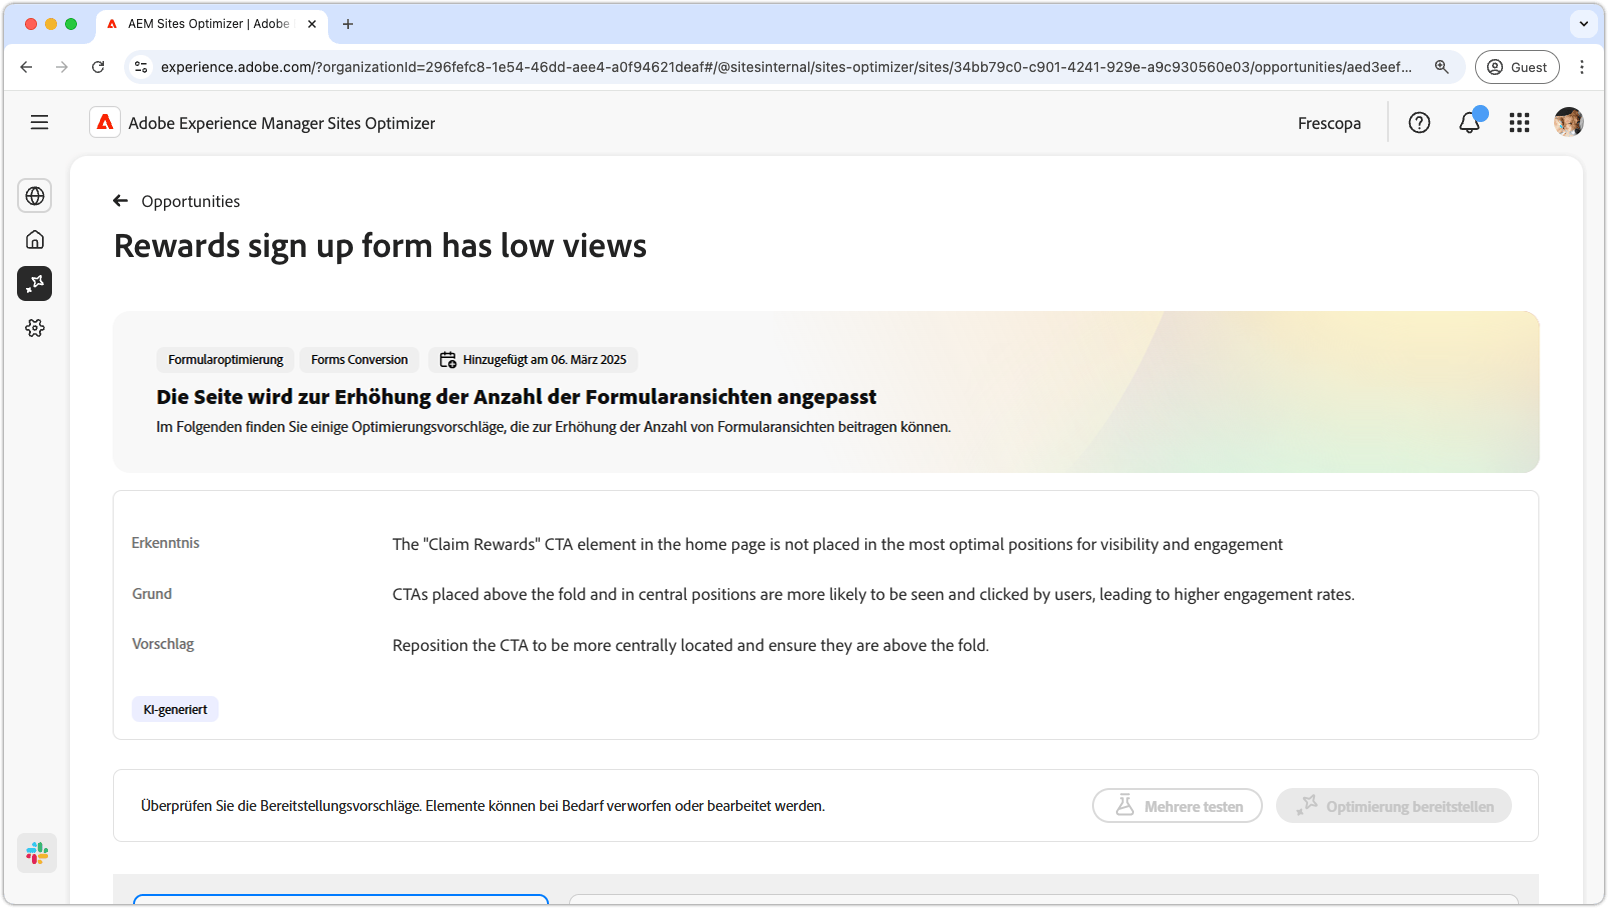 AEM Sites Optimizer | Adobe
experience.adobe.com/?organizationId=296fefc8-1e54-46dd-aee4-a0f94621deaf#/@sitesinternal/sites-optimizer/sites/34bb79c0-c901-4241-929e-a9c930560e03/opportunities/aed3eef...
Guest
Adobe Experience Manager Sites Optimizer
Frescopa
Opportunities
Rewards sign up form has low views
Formularoptimierung
Forms Conversion
Hinzugefügt am 06. März 2025
Die Seite wird zur Erhöhung der Anzahl der Formularansichten angepasst
Im Folgenden finden Sie einige Optimierungsvorschläge, die zur Erhöhung der Anzahl von Formularansichten beitragen können.
Erkenntnis
The "Claim Rewards" CTA element in the home page is not placed in the most optimal positions for visibility and engagement
Grund
CTAs placed above the fold and in central positions are more likely to be seen and clicked by users, leading to higher engagement rates.
Vorschlag
Reposition the CTA to be more centrally located and ensure they are above the fold.
KI-generiert
Überprüfen Sie die Bereitstellungsvorschläge. Elemente können bei Bedarf verworfen oder bearbeitet werden.
Mehrere testen
Optimierung bereitstellen